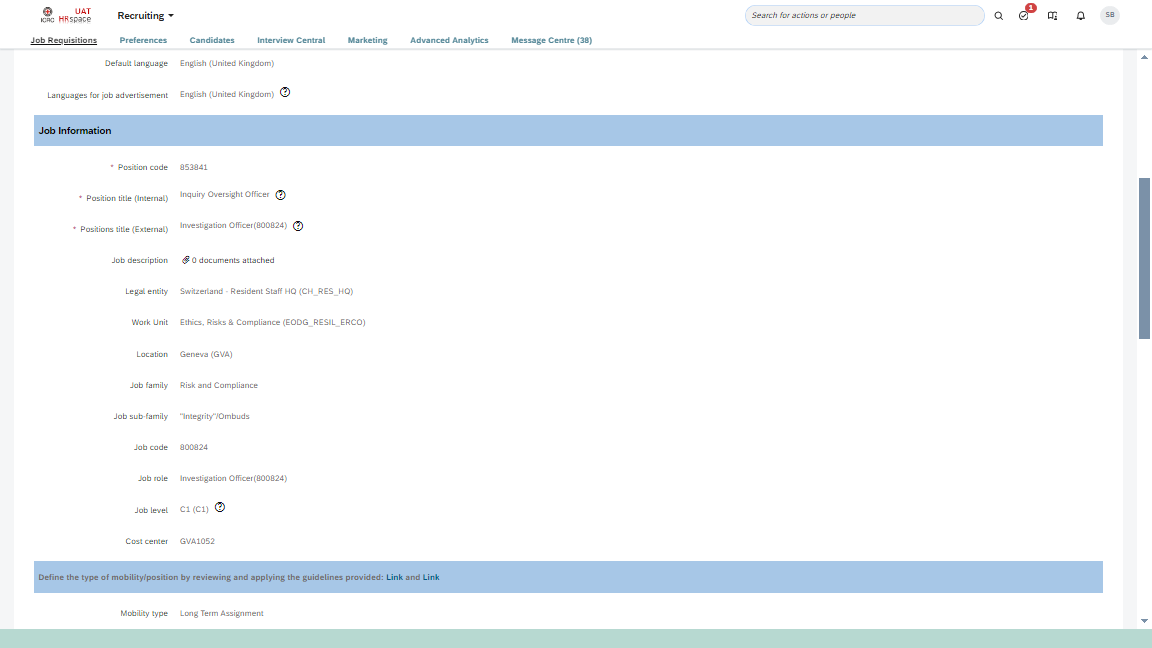 ICRC
UAT
HRspace
Recruiting
Search for actions or people
1
SB
Job Requisitions
Preferences
Candidates
Interview Central
Marketing
Advanced Analytics
Message Centre (38)
Default language English (United Kingdom)
Languages for job advertisement English (United Kingdom) ?
Job Information
* Position code 853841
* Position title (Internal) Inquiry Oversight Officer ?
* Positions title (External) Investigation Officer(800824) ?
Job description 0 documents attached
Legal entity Switzerland - Resident Staff HQ (CH_RES_HQ)
Work Unit Ethics, Risks & Compliance (EODG_RESIL_ERCO)
Location Geneva (GVA)
Job family Risk and Compliance
Job sub-family "Integrity"/Ombuds
Job code 800824
Job role Investigation Officer(800824)
Job level C1 (C1) ?
Cost center GVA1052
Define the type of mobility/position by reviewing and applying the guidelines provided: Link and Link
Mobility type Long Term Assignment